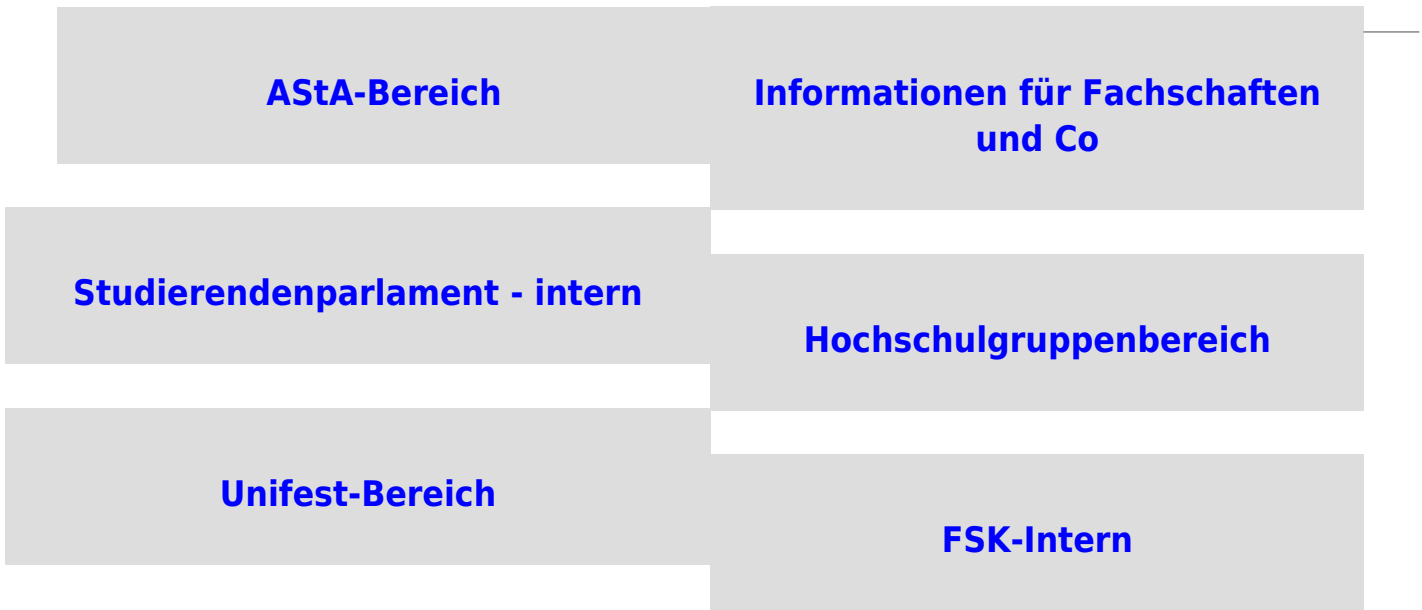 AStA-Bereich
Informationen für Fachschaften
und Co
Studierendenparlament - intern
Hochschulgruppenbereich
Unifest-Bereich
FSK-Intern